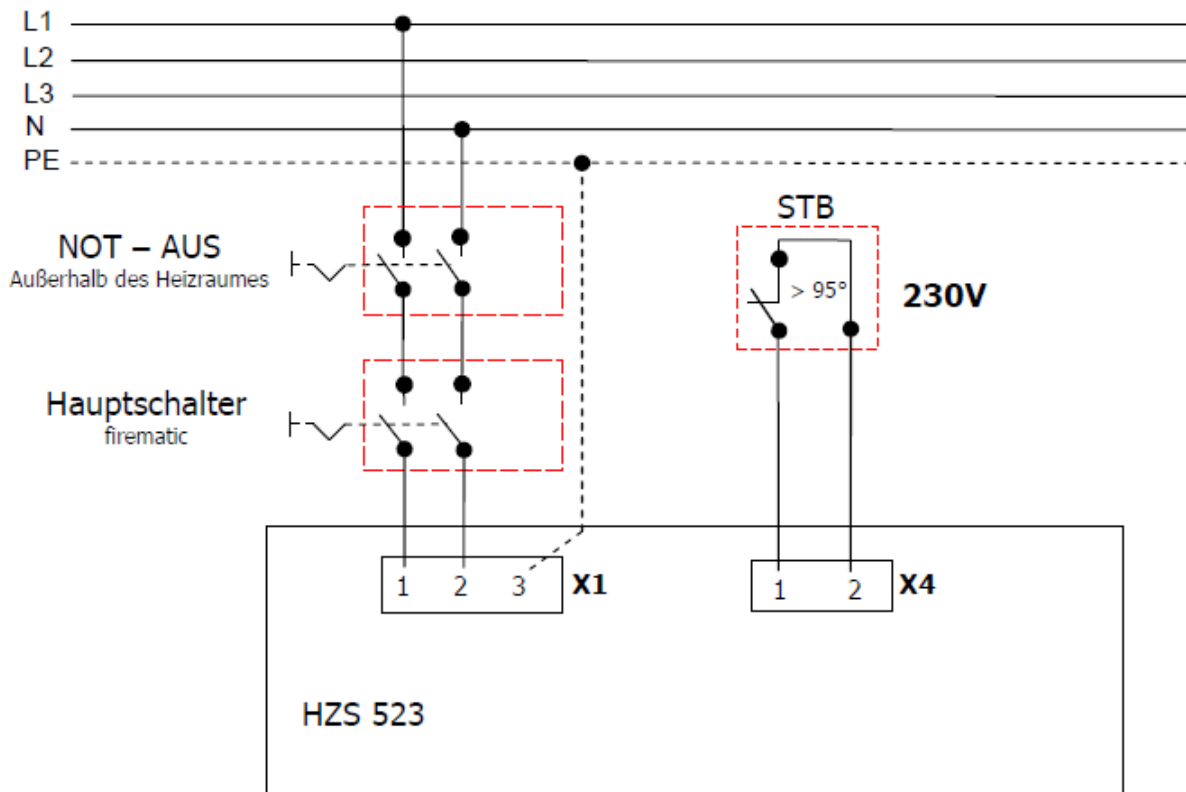 L1
L2
L3
N
PE
STB
NOT – AUS
Außerhalb des Heizraumes
> 95°
230V
Hauptschalter
firematic
1 2 3 X1
1 2 X4
HZS 523